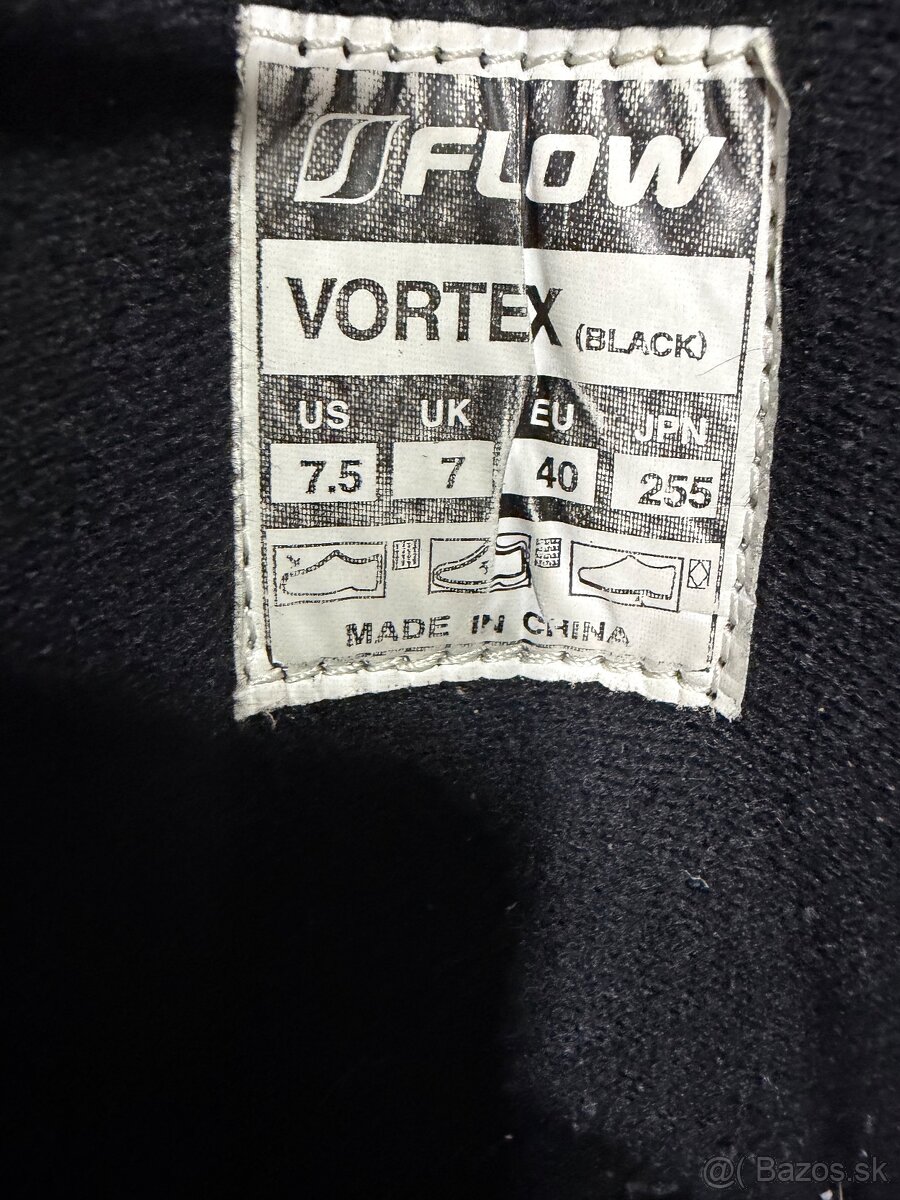 FLOW
VORTEX (BLACK)
US UK EU JPN
7.5 7 40 255
MADE IN CHINA
@( Bazos.sk